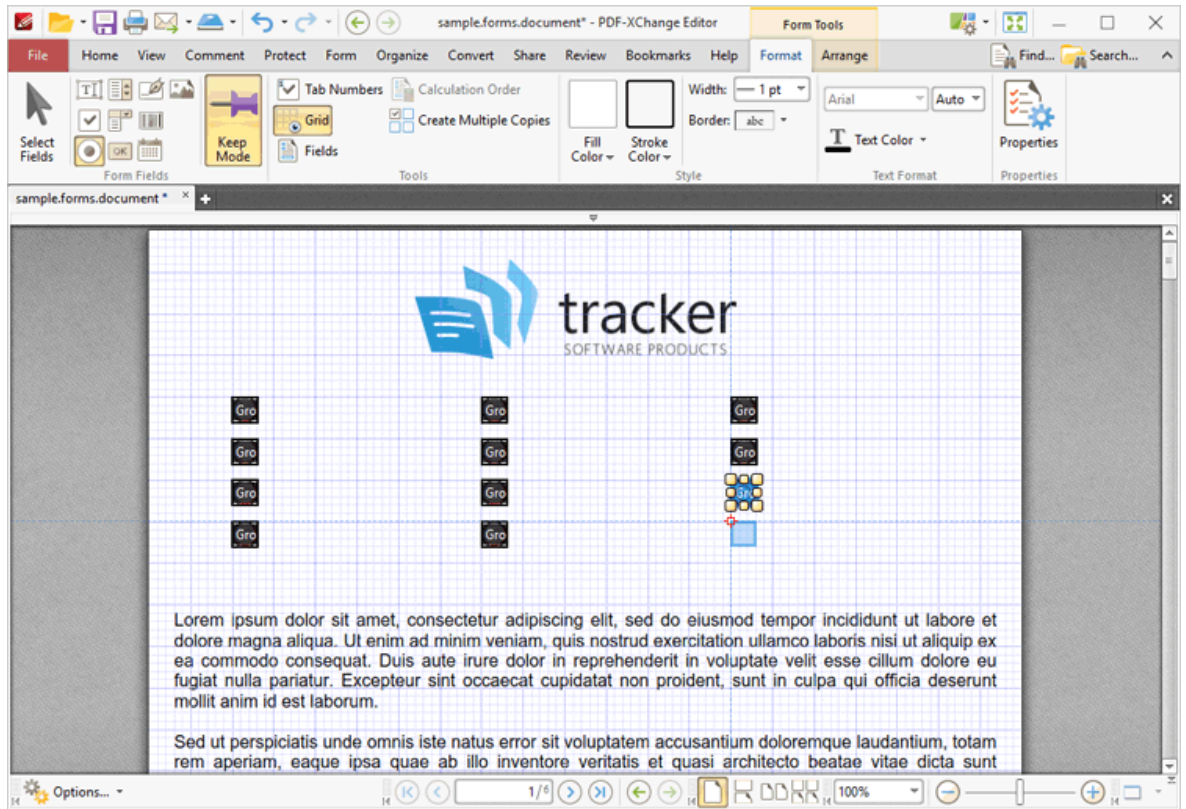 sample.forms.document* - PDF-XChange Editor
Form Tools
File Home View Comment Protect Form Organize Convert Share Review Bookmarks Help Format Arrange Find... Search...
Select Fields
OK
Form Fields
Keep Mode
Tab Numbers
Grid
Fields
Calculation Order
Create Multiple Copies
Tools
Fill Color
Stroke Color
Width: 1 pt
Border: abc
Style
Arial Auto
T Text Color
Text Format
Properties
Properties
sample.forms.document *
tracker
SOFTWARE PRODUCTS
Gro Gro Gro
Gro Gro Gro
Gro Gro Gro
Gro Gro
Lorem ipsum dolor sit amet, consectetur adipiscing elit, sed do eiusmod tempor incididunt ut labore et
dolore magna aliqua. Ut enim ad minim veniam, quis nostrud exercitation ullamco laboris nisi ut aliquip ex
ea commodo consequat. Duis aute irure dolor in reprehenderit in voluptate velit esse cillum dolore eu
fugiat nulla pariatur. Excepteur sint occaecat cupidatat non proident, sunt in culpa qui officia deserunt
mollit anim id est laborum.
Sed ut perspiciatis unde omnis iste natus error sit voluptatem accusantium doloremque laudantium, totam
rem aperiam, eaque ipsa quae ab illo inventore veritatis et quasi architecto beatae vitae dicta sunt
Options... 1/6 100%